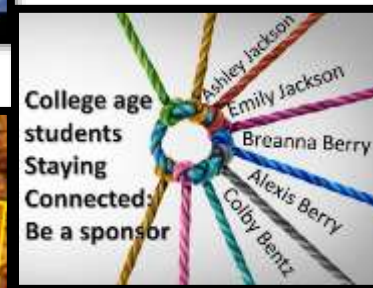 College age
students
Staying
Connected:
Be a sponsor
Ashley Jackson
Emily Jackson
Breanna Berry
Alexis Berry
Colby Bentz